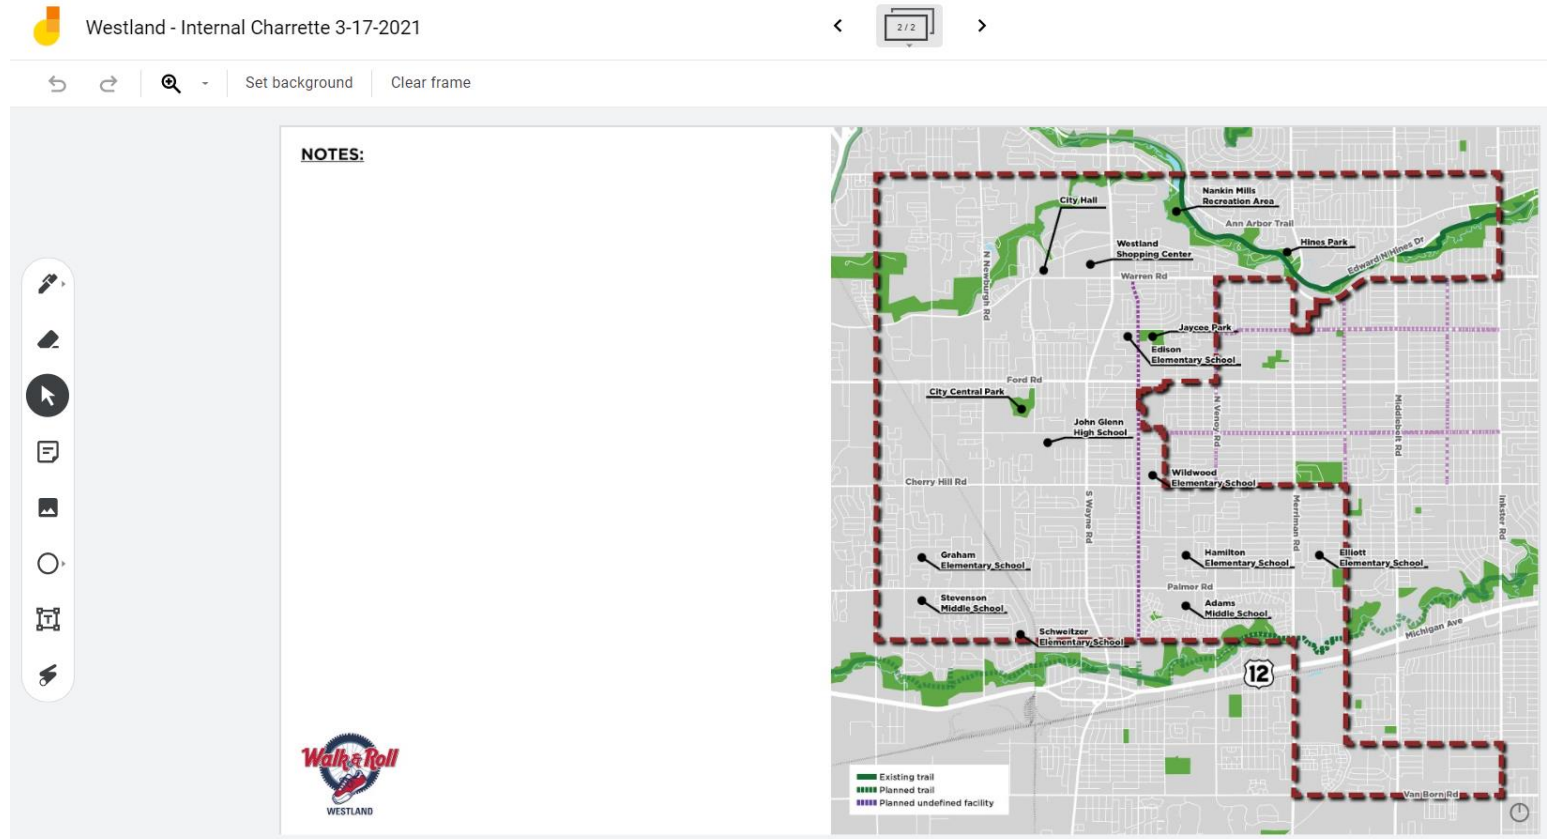 Westland - Internal Charrette 3-17-2021
2 / 2
Set background
Clear frame
NOTES:
City Hall
Nankin Mills
Recreation Area
Ann Arbor Trail
Westland
Shopping Center
Hines Park
Edward N Hines Dr
N Newburgh Rd
Warren Rd
Jaycee Park
Edison
Elementary School
Ford Rd
City Central Park
N Venoy Rd
Middlebelt Rd
John Glenn
High School
Cherry Hill Rd
Wildwood
Elementary School
S Wayne Rd
Merriman Rd
Inkster Rd
Graham
Elementary School
Hamilton
Elementary School
Elliott
Elementary School
Palmer Rd
Stevenson
Middle School
Adams
Middle School
Schweitzer
Elementary School
Michigan Ave
12
Walk & Roll
WESTLAND
Existing trail
Planned trail
Planned undefined facility
Van Born Rd